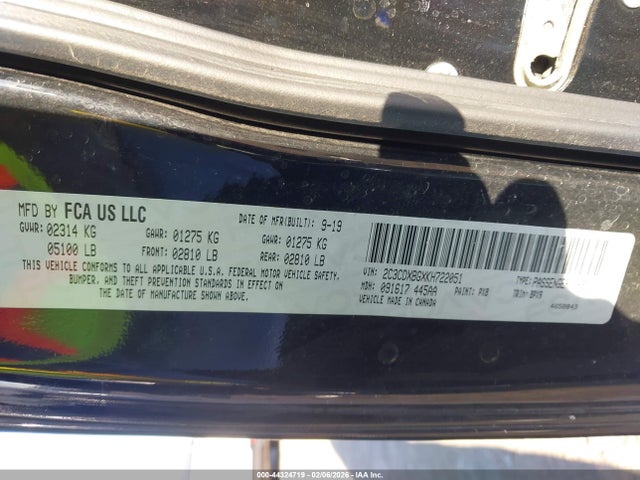 MFD BY FCA US LLC
DATE OF MFR(BUILT): 9-19
GVWR: 02314 KG
GAWR: 01275 KG
GAWR: 01275 KG
05100 LB
FRONT: 02810 LB
REAR: 02810 LB
THIS VEHICLE CONFORMS TO ALL APPLICABLE U.S.A. FEDERAL MOTOR VEHICLE SAFETY,
BUMPER, AND THEFT PREVENTION STANDARDS IN EFFECT ON
THE DATE OF MANUFACTURE SHOWN ABOVE.
VIN: 2C3CDXBGXKH722051
TYPE:
MDH: 091617 445AA
PAINT: PX8
TRIM: BPX9
VEHICLE MADE IN CANADA
000-44324719 | 02/06/2026 - IAA Inc.